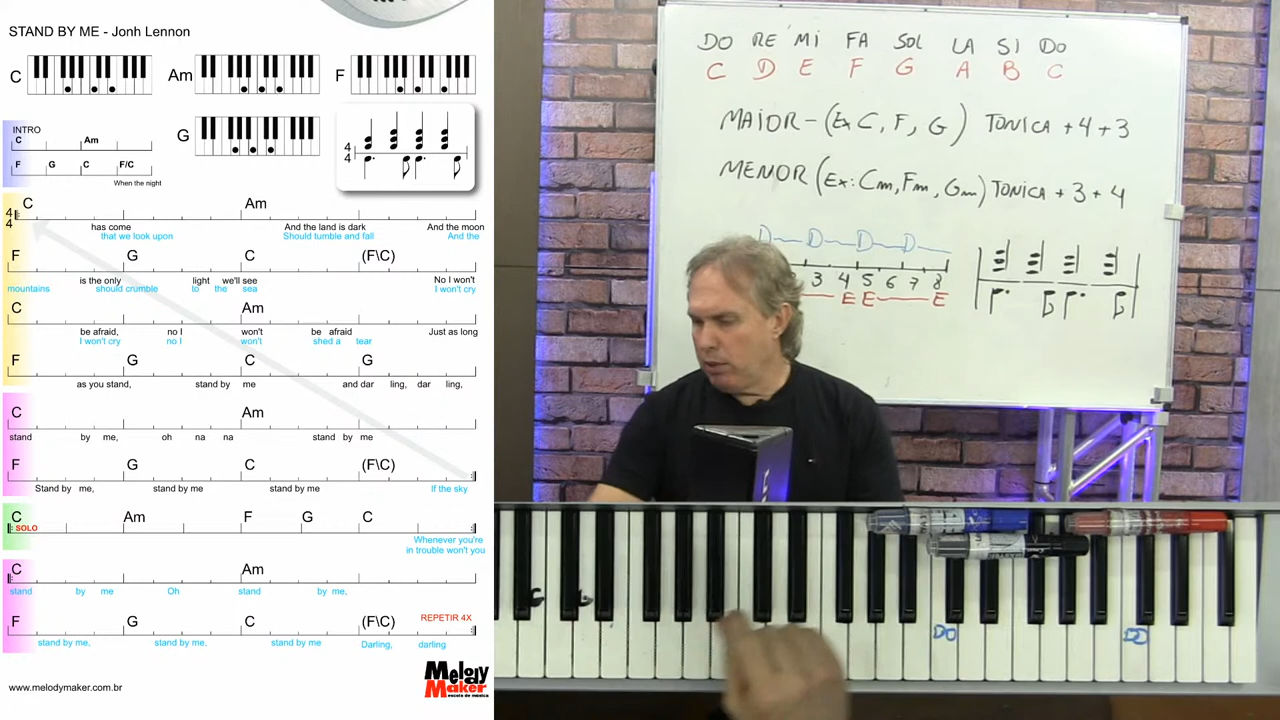 STAND BY ME - Jonh Lennon
C
Am
F
G
INTRO
C Am
F G C F/C
When the night
4
4
4
4
C Am
has come And the land is dark And the moon
that we look upon Should tumble and fall And the
F G C (F\C)
is the only light we'll see No I won't
mountains should crumble to the sea I won't cry
C Am
be afraid, no I won't be afraid Just as long
I won't cry no I won't shed a tear
F G C G
as you stand, stand by me and dar ling, dar ling,
C Am
stand by me, oh na na stand by me
F G C (F\C)
Stand by me, stand by me stand by me If the sky
C Am F G C
SOLO
Whenever you're
in trouble won't you
C Am
stand by me Oh stand by me,
F G C (F\C) REPETIR 4X
stand by me, stand by me, stand by me Darling, darling
www.melodymaker.com.br
Melody
Maker
escola de música
DO RE MI FA SOL LA SI DO
C D E F G A B C
MAIOR - (Ex C, F, G) TONICA +4+3
MENOR (Ex: Cm, Fm, Gm) TONICA +3+4
D D D D
3 4 5 6 7 8
E E E
DO DO